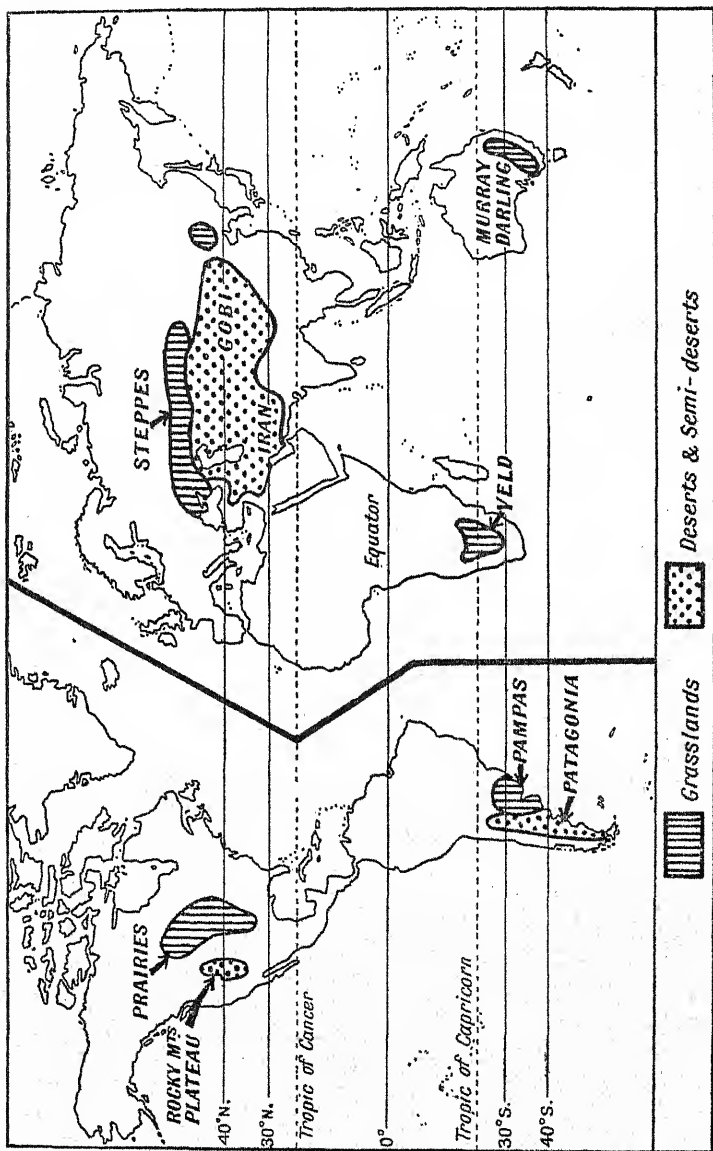 STEPPES
GOBI
IRAN
PRAIRIES
ROCKY MTS
PLATEAU
40°N.
30°N.
Tropic of Cancer
Equator
0°
MURRAY
DARLING
VELD
PAMPAS
PATAGONIA
Tropic of Capricorn
30°S.
40°S.
Grasslands
Deserts & Semi-deserts